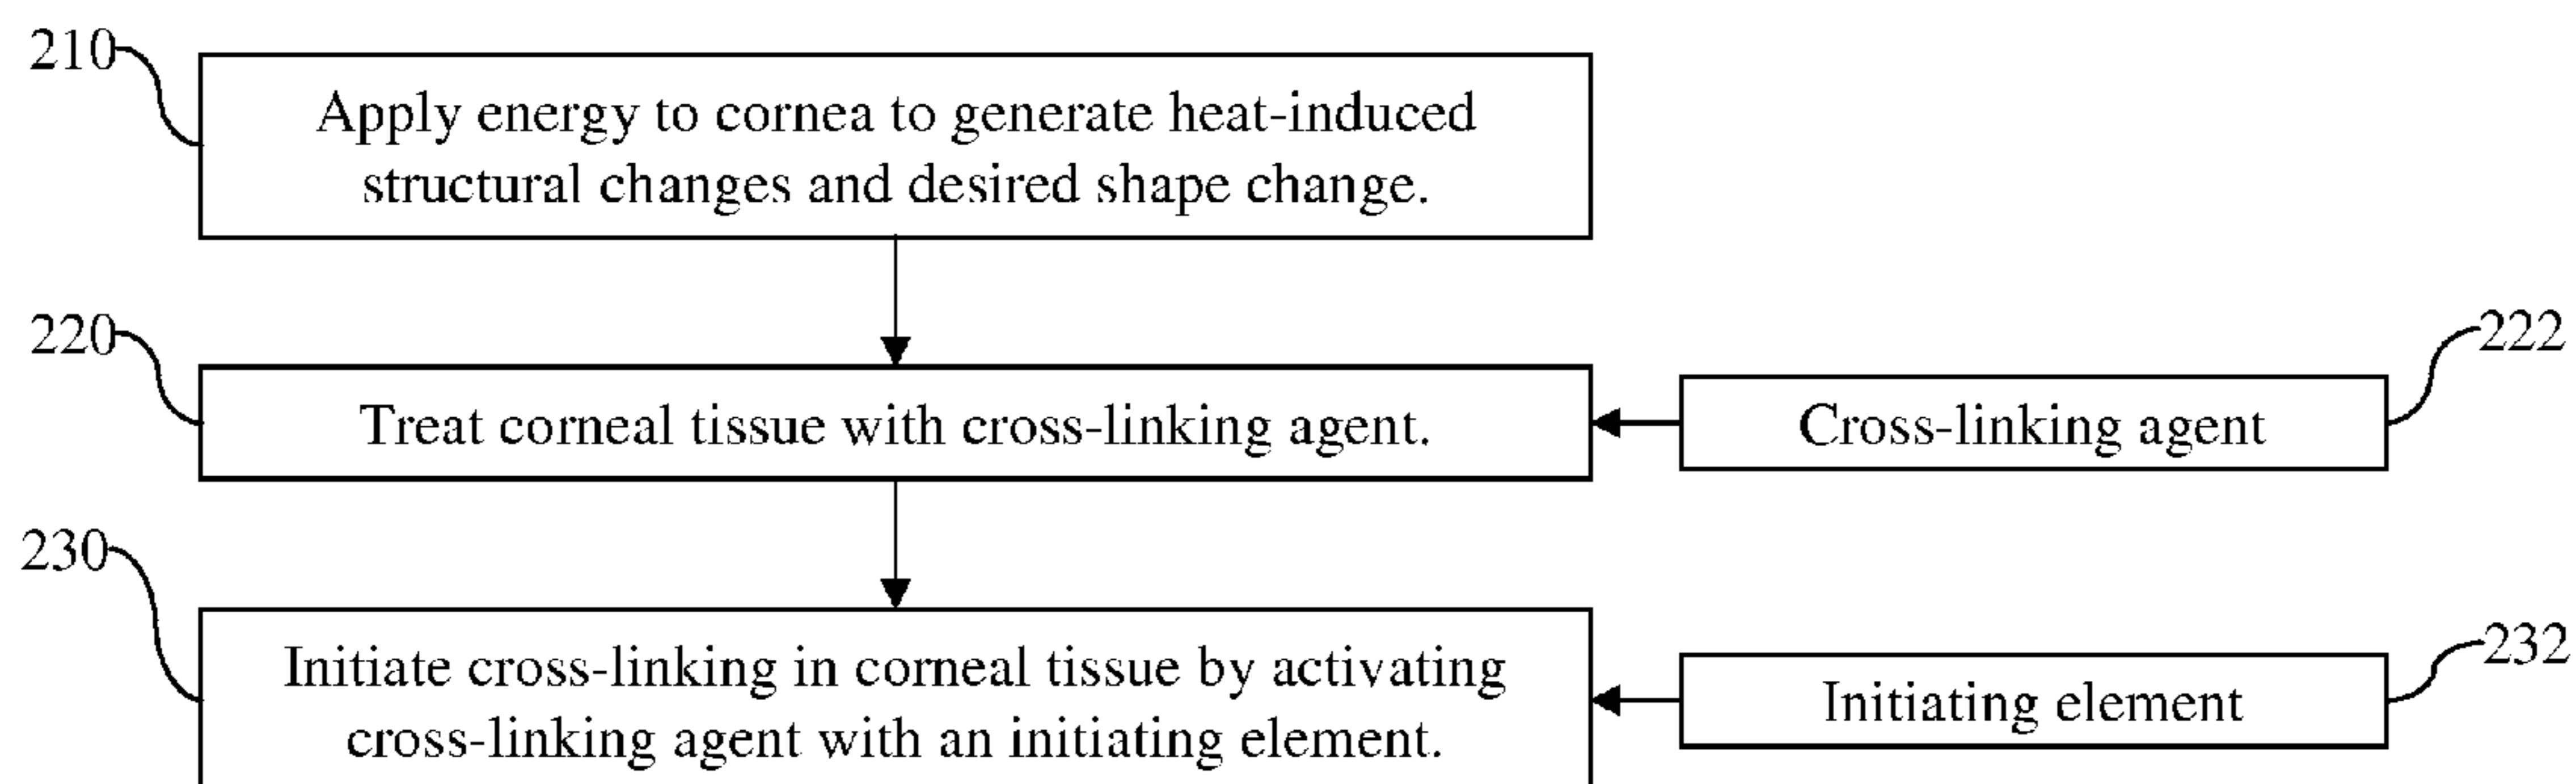 210
Apply energy to cornea to generate heat-induced
structural changes and desired shape change.
220
Treat corneal tissue with cross-linking agent.
Cross-linking agent
222
230
Initiate cross-linking in corneal tissue by activating
cross-linking agent with an initiating element.
Initiating element
232